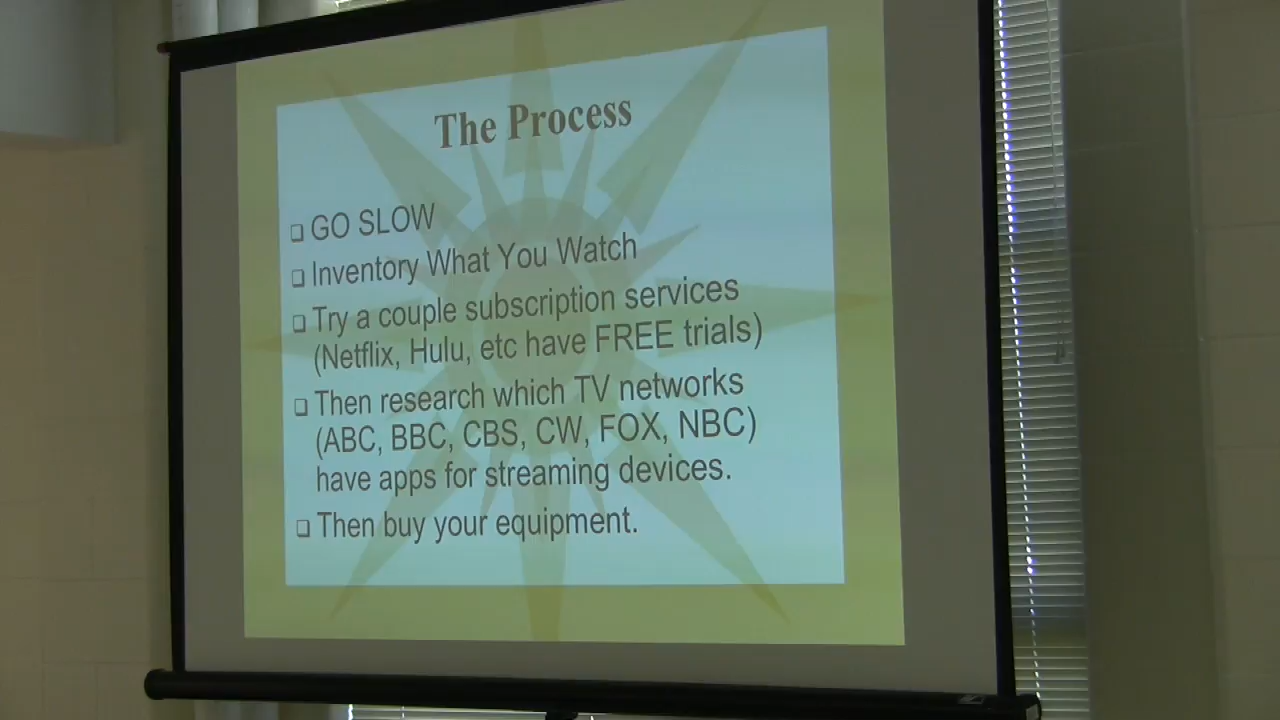 The Process
❑ GO SLOW
❑ Inventory What You Watch
❑ Try a couple subscription services
(Netflix, Hulu, etc have FREE trials)
❑ Then research which TV networks
(ABC, BBC, CBS, CW, FOX, NBC)
have apps for streaming devices.
❑ Then buy your equipment.